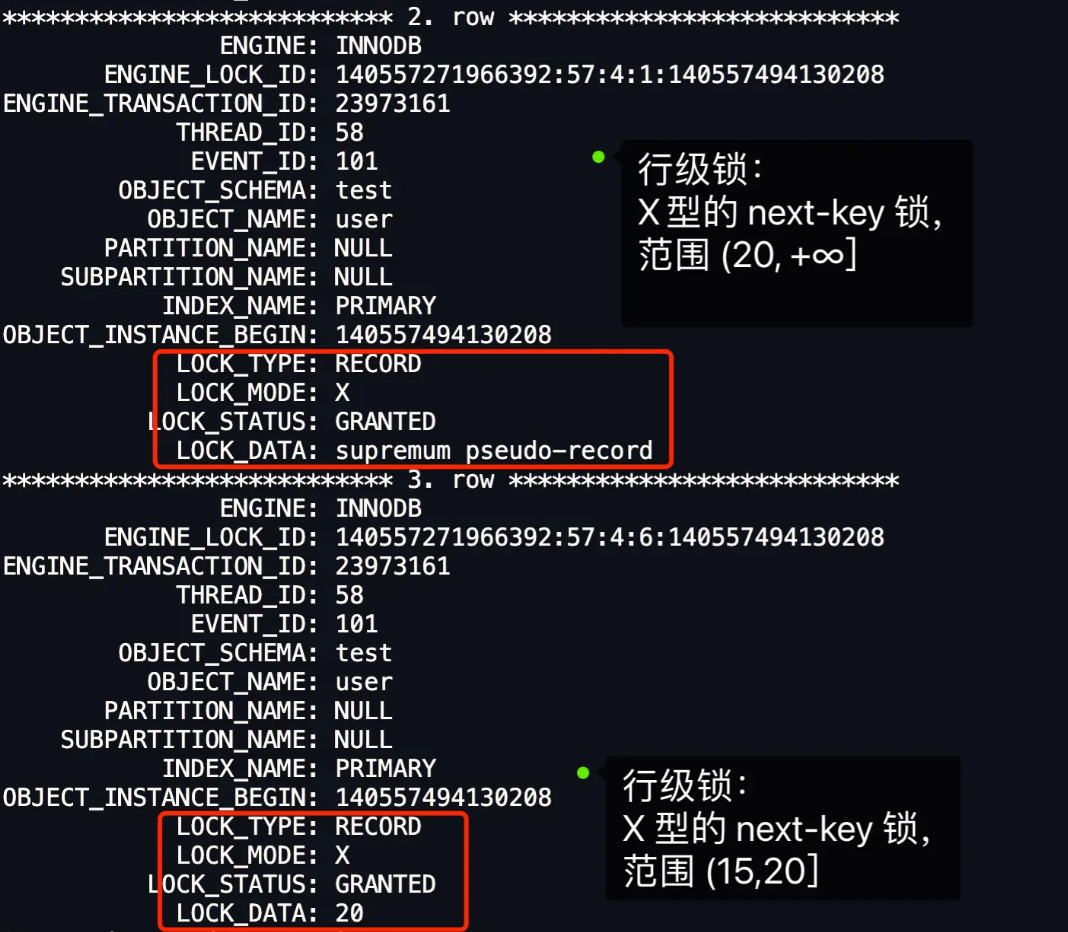 *************************** 2. row ***************************
ENGINE: INNODB
ENGINE_LOCK_ID: 140557271966392:57:4:1:140557494130208
ENGINE_TRANSACTION_ID: 23973161
THREAD_ID: 58
EVENT_ID: 101
OBJECT_SCHEMA: test
OBJECT_NAME: user
PARTITION_NAME: NULL
SUBPARTITION_NAME: NULL
INDEX_NAME: PRIMARY
OBJECT_INSTANCE_BEGIN: 140557494130208
LOCK_TYPE: RECORD
LOCK_MODE: X
LOCK_STATUS: GRANTED
LOCK_DATA: supremum pseudo-record
行级锁:
X 型的 next-key 锁,
范围 (20, +∞]
*************************** 3. row ***************************
ENGINE: INNODB
ENGINE_LOCK_ID: 140557271966392:57:4:6:140557494130208
ENGINE_TRANSACTION_ID: 23973161
THREAD_ID: 58
EVENT_ID: 101
OBJECT_SCHEMA: test
OBJECT_NAME: user
PARTITION_NAME: NULL
SUBPARTITION_NAME: NULL
INDEX_NAME: PRIMARY
OBJECT_INSTANCE_BEGIN: 140557494130208
LOCK_TYPE: RECORD
LOCK_MODE: X
LOCK_STATUS: GRANTED
LOCK_DATA: 20
行级锁:
X 型的 next-key 锁,
范围 (15,20]